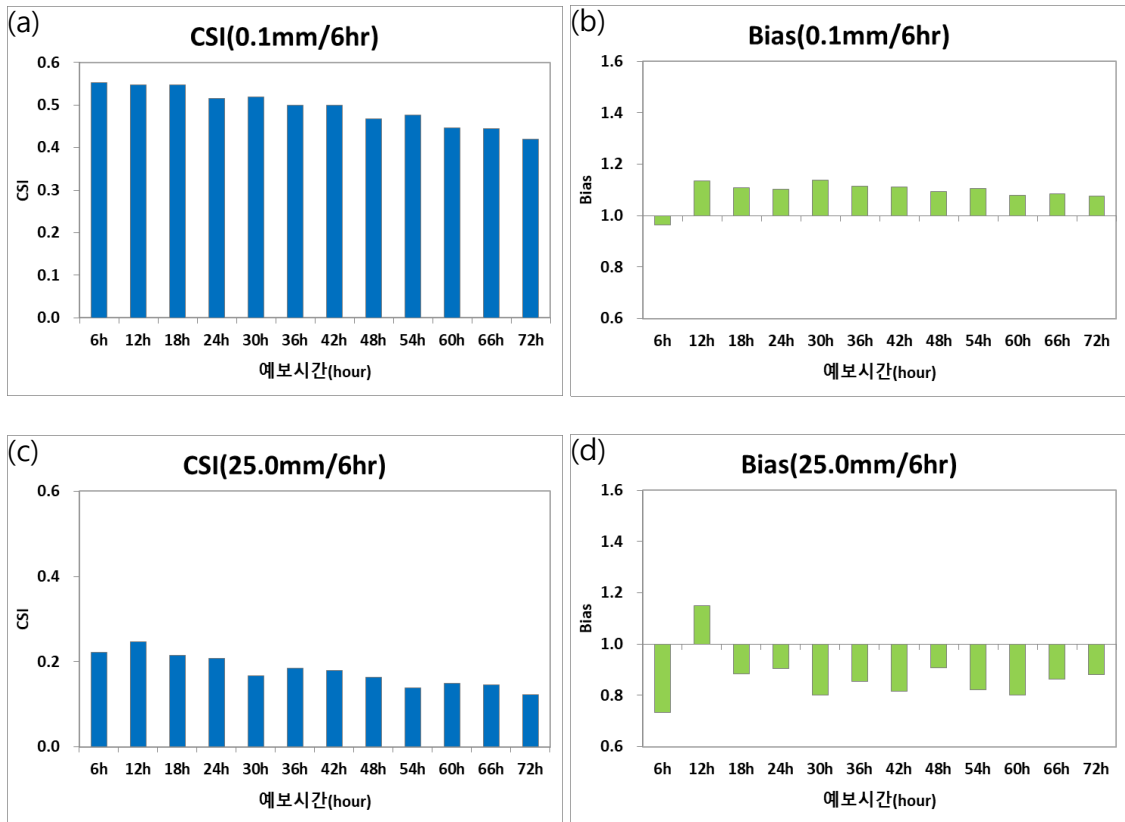 (a)
CSI(0.1mm/6hr)
0.6
0.5
0.4
0.3
0.2
0.1
0.0
CSI
6h 12h 18h 24h 30h 36h 42h 48h 54h 60h 66h 72h
예보시간(hour)
(b)
Bias(0.1mm/6hr)
1.6
1.4
1.2
1.0
0.8
0.6
Bias
6h 12h 18h 24h 30h 36h 42h 48h 54h 60h 66h 72h
예보시간(hour)
(c)
CSI(25.0mm/6hr)
0.6
0.4
0.2
0.0
CSI
6h 12h 18h 24h 30h 36h 42h 48h 54h 60h 66h 72h
예보시간(hour)
(d)
Bias(25.0mm/6hr)
1.6
1.4
1.2
1.0
0.8
0.6
Bias
6h 12h 18h 24h 30h 36h 42h 48h 54h 60h 66h 72h
예보시간(hour)